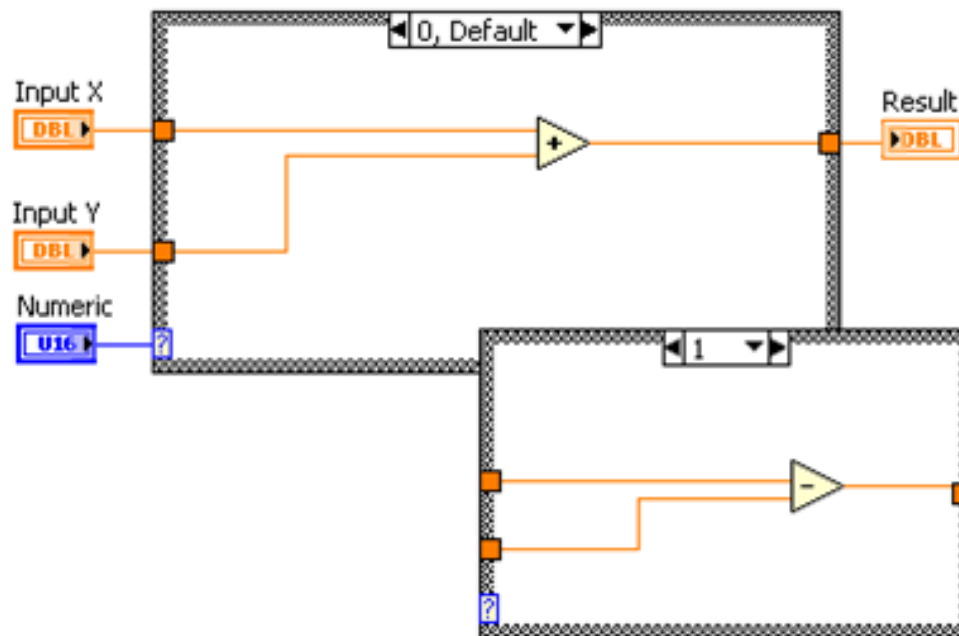 0, Default
Input X
DBL
+
Result
DBL
Input Y
DBL
Numeric
U16
?
1
-
?